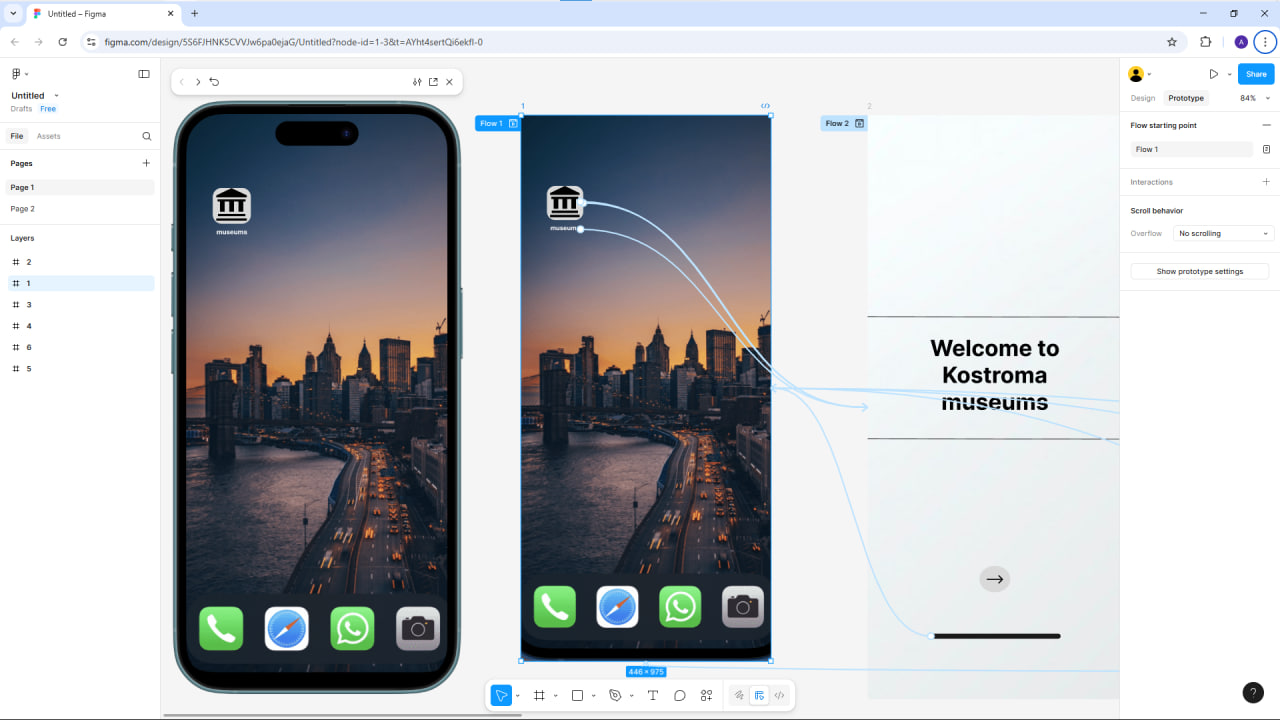 Untitled – Figma
figma.com/design/5S6FJHNK5CVVJw6pa0ejaG/Untitled?node-id=1-3&t=AYht4sertQi6ekfl-0
A
Untitled
Drafts Free
File Assets
Pages
Page 1
Page 2
Layers
2
1
3
4
6
5
museums
1
Flow 1
museums
446 × 975
2
Flow 2
Welcome to
Kostroma
museums
Share
Design Prototype 84%
Flow starting point
Flow 1
Interactions
Scroll behavior
Overflow No scrolling
Show prototype settings
?